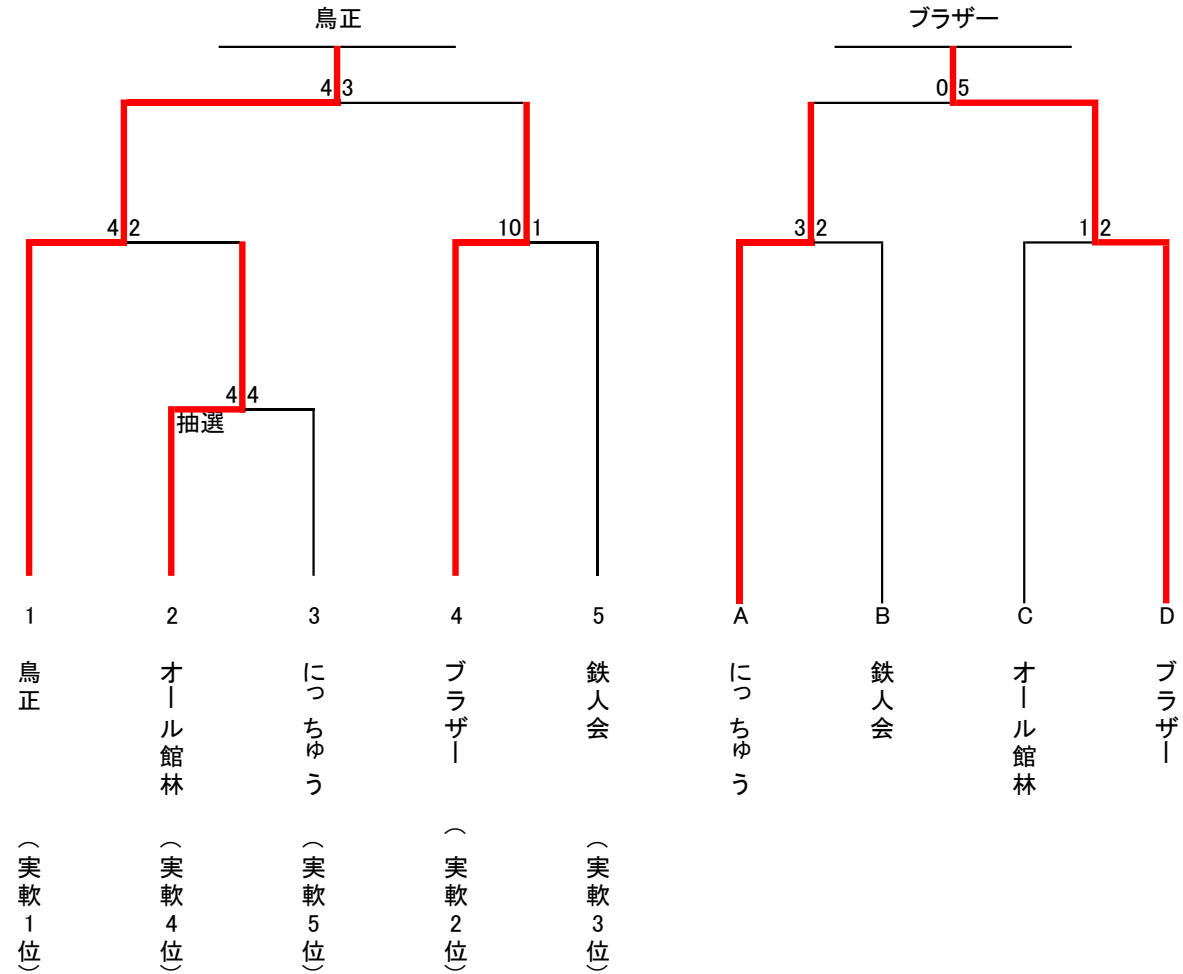 鳥正
ブラザー
4 3
0 5
4 2
10 1
3 2
1 2
4 4
抽選
1 2 3 4 5 A B C D
鳥正
オール館林
にっちゅう
ブラザー
鉄人会
にっちゅう
鉄人会
オール館林
ブラザー
（実軟1位）
（実軟4位）
（実軟5位）
（実軟2位）
（実軟3位）